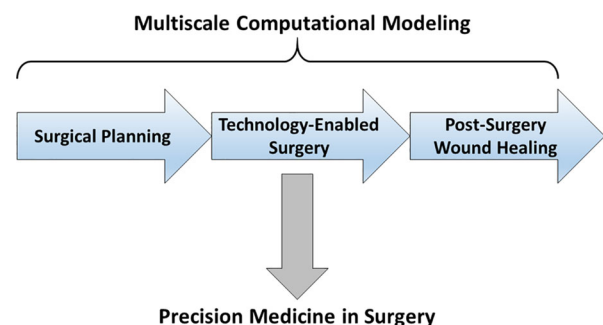 Multiscale Computational Modeling
Surgical Planning
Technology-Enabled
Surgery
Post-Surgery
Wound Healing
Precision Medicine in Surgery